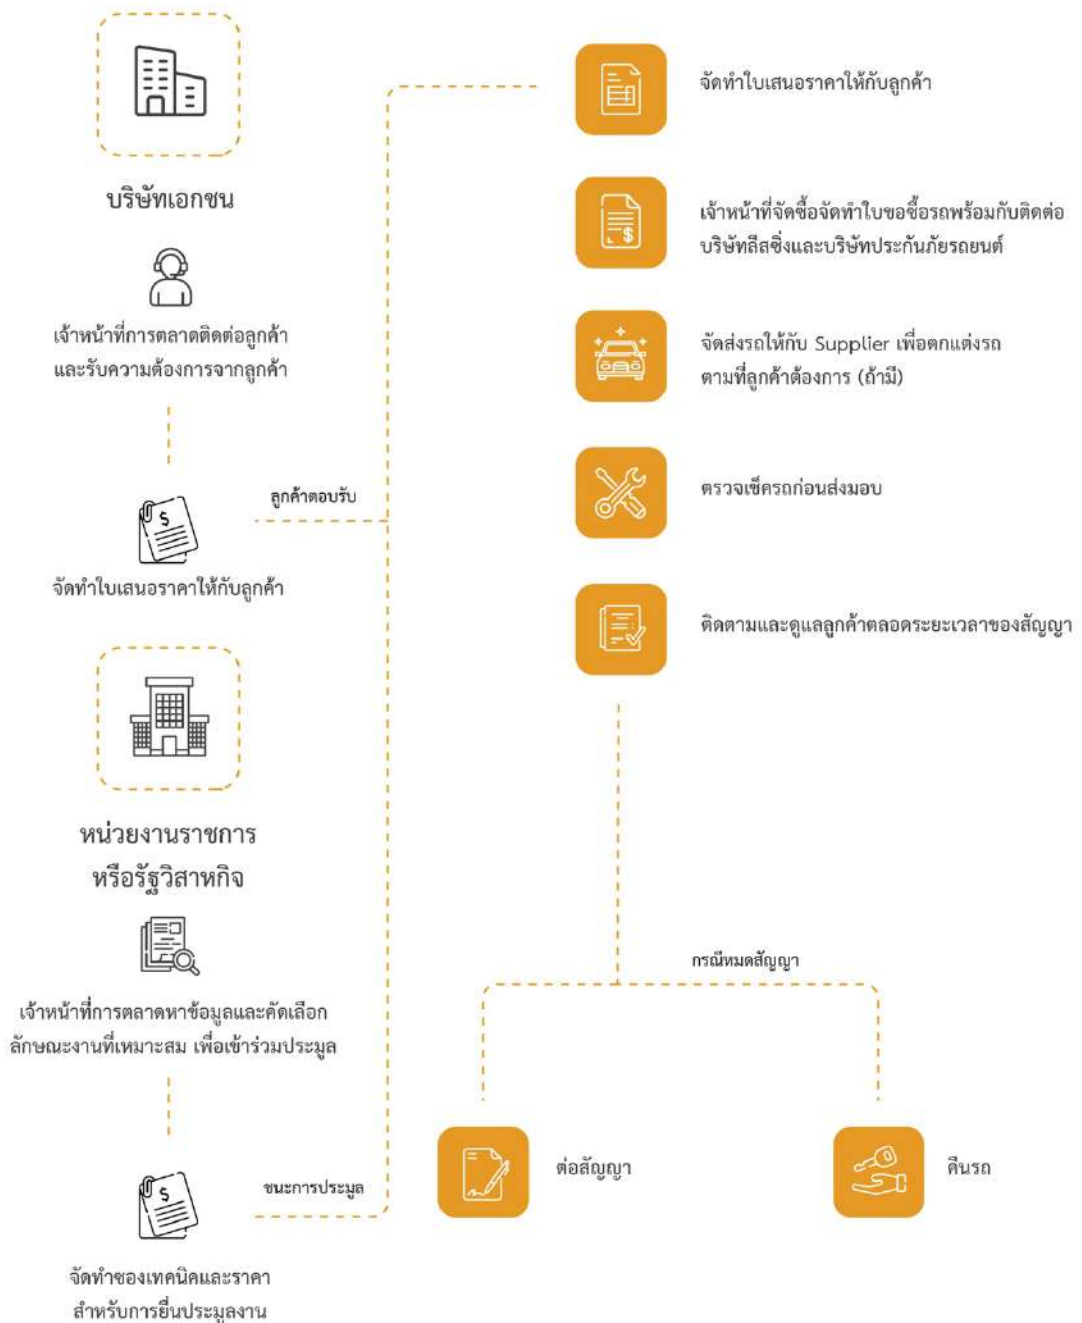 บริษัทเอกชน
เจ้าหน้าที่การตลาดติดต่อลูกค้า
และรับความต้องการจากลูกค้า
ลูกค้าตอบรับ
จัดทำใบเสนอราคาให้กับลูกค้า
หน่วยงานราชการ
หรือรัฐวิสาหกิจ
เจ้าหน้าที่การตลาดหาข้อมูลและคัดเลือก
ลักษณะงานที่เหมาะสม เพื่อเข้าร่วมประมูล
ชนะการประมูล
จัดทำซองเทคนิคและราคา
สำหรับการยื่นประมูลงาน
จัดทำใบเสนอราคาให้กับลูกค้า
เจ้าหน้าที่จัดซื้อจัดทำใบขอซื้อรถพร้อมกับติดต่อ
บริษัทลีสซิ่งและบริษัทประกันภัยรถยนต์
จัดส่งรถให้กับ Supplier เพื่อตกแต่งรถ
ตามที่ลูกค้าต้องการ (ถ้ามี)
ตรวจเช็ครถก่อนส่งมอบ
ติดตามและดูแลลูกค้าตลอดระยะเวลาของสัญญา
กรณีหมดสัญญา
ต่อสัญญา
คืนรถ